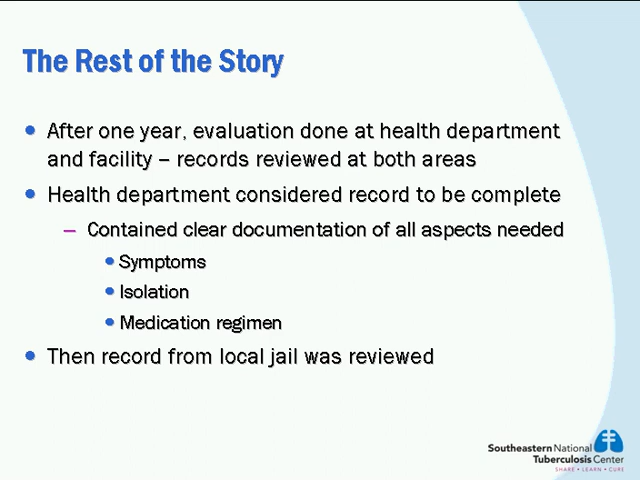 The Rest of the Story
• After one year, evaluation done at health department
and facility – records reviewed at both areas
• Health department considered record to be complete
– Contained clear documentation of all aspects needed
• Symptoms
• Isolation
• Medication regimen
• Then record from local jail was reviewed
Southeastern National
Tuberculosis Center
SHARE • LEARN • CURE